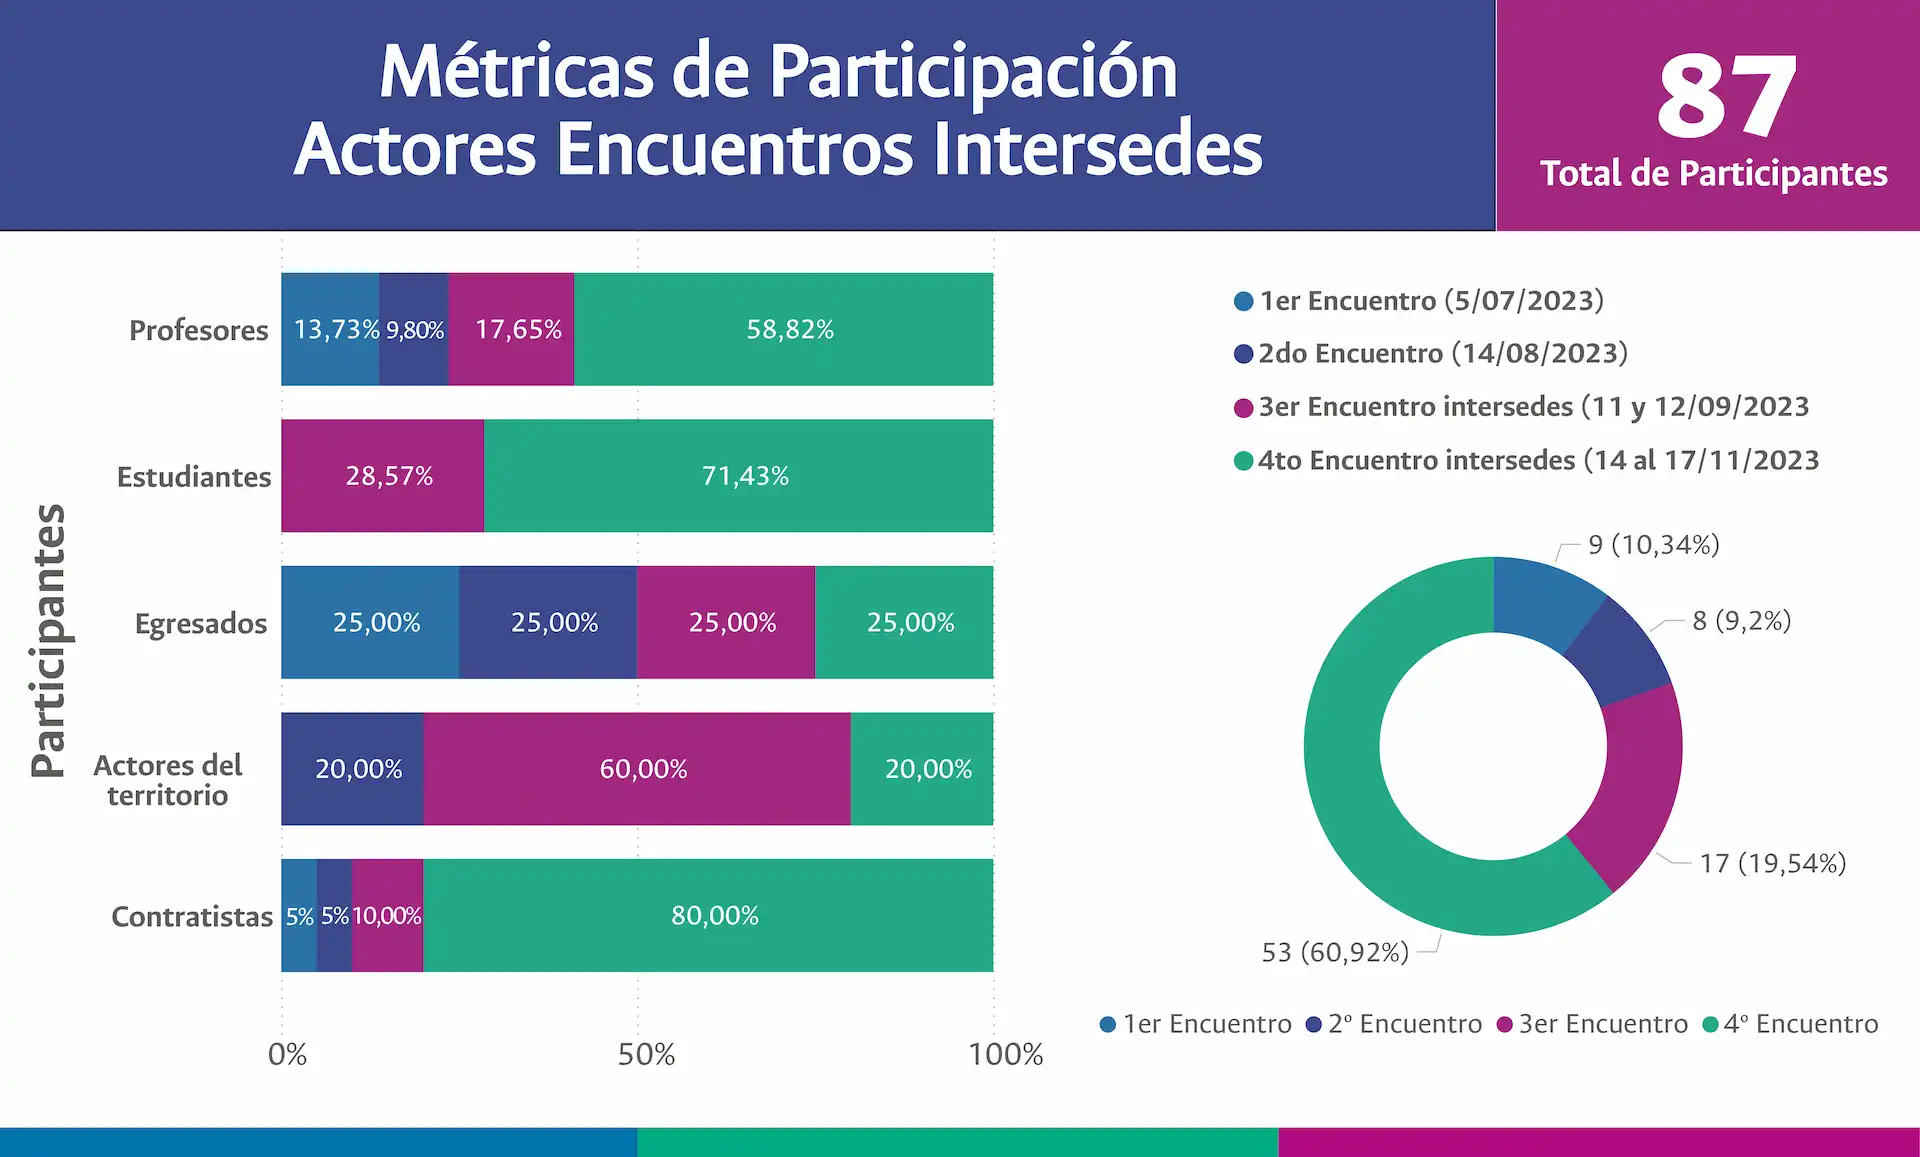 Métricas de Participación
Actores Encuentros Intersedes
87
Total de Participantes
Participantes
Profesores
13,73%
9,80%
17,65%
58,82%
Estudiantes
28,57%
71,43%
Egresados
25,00%
25,00%
25,00%
25,00%
Actores del
territorio
20,00%
60,00%
20,00%
Contratistas
5%
5%
10,00%
80,00%
0%
50%
100%
1er Encuentro (5/07/2023)
2do Encuentro (14/08/2023)
3er Encuentro intersedes (11 y 12/09/2023
4to Encuentro intersedes (14 al 17/11/2023
9 (10,34%)
8 (9,2%)
17 (19,54%)
53 (60,92%)
1er Encuentro
2º Encuentro
3er Encuentro
4º Encuentro